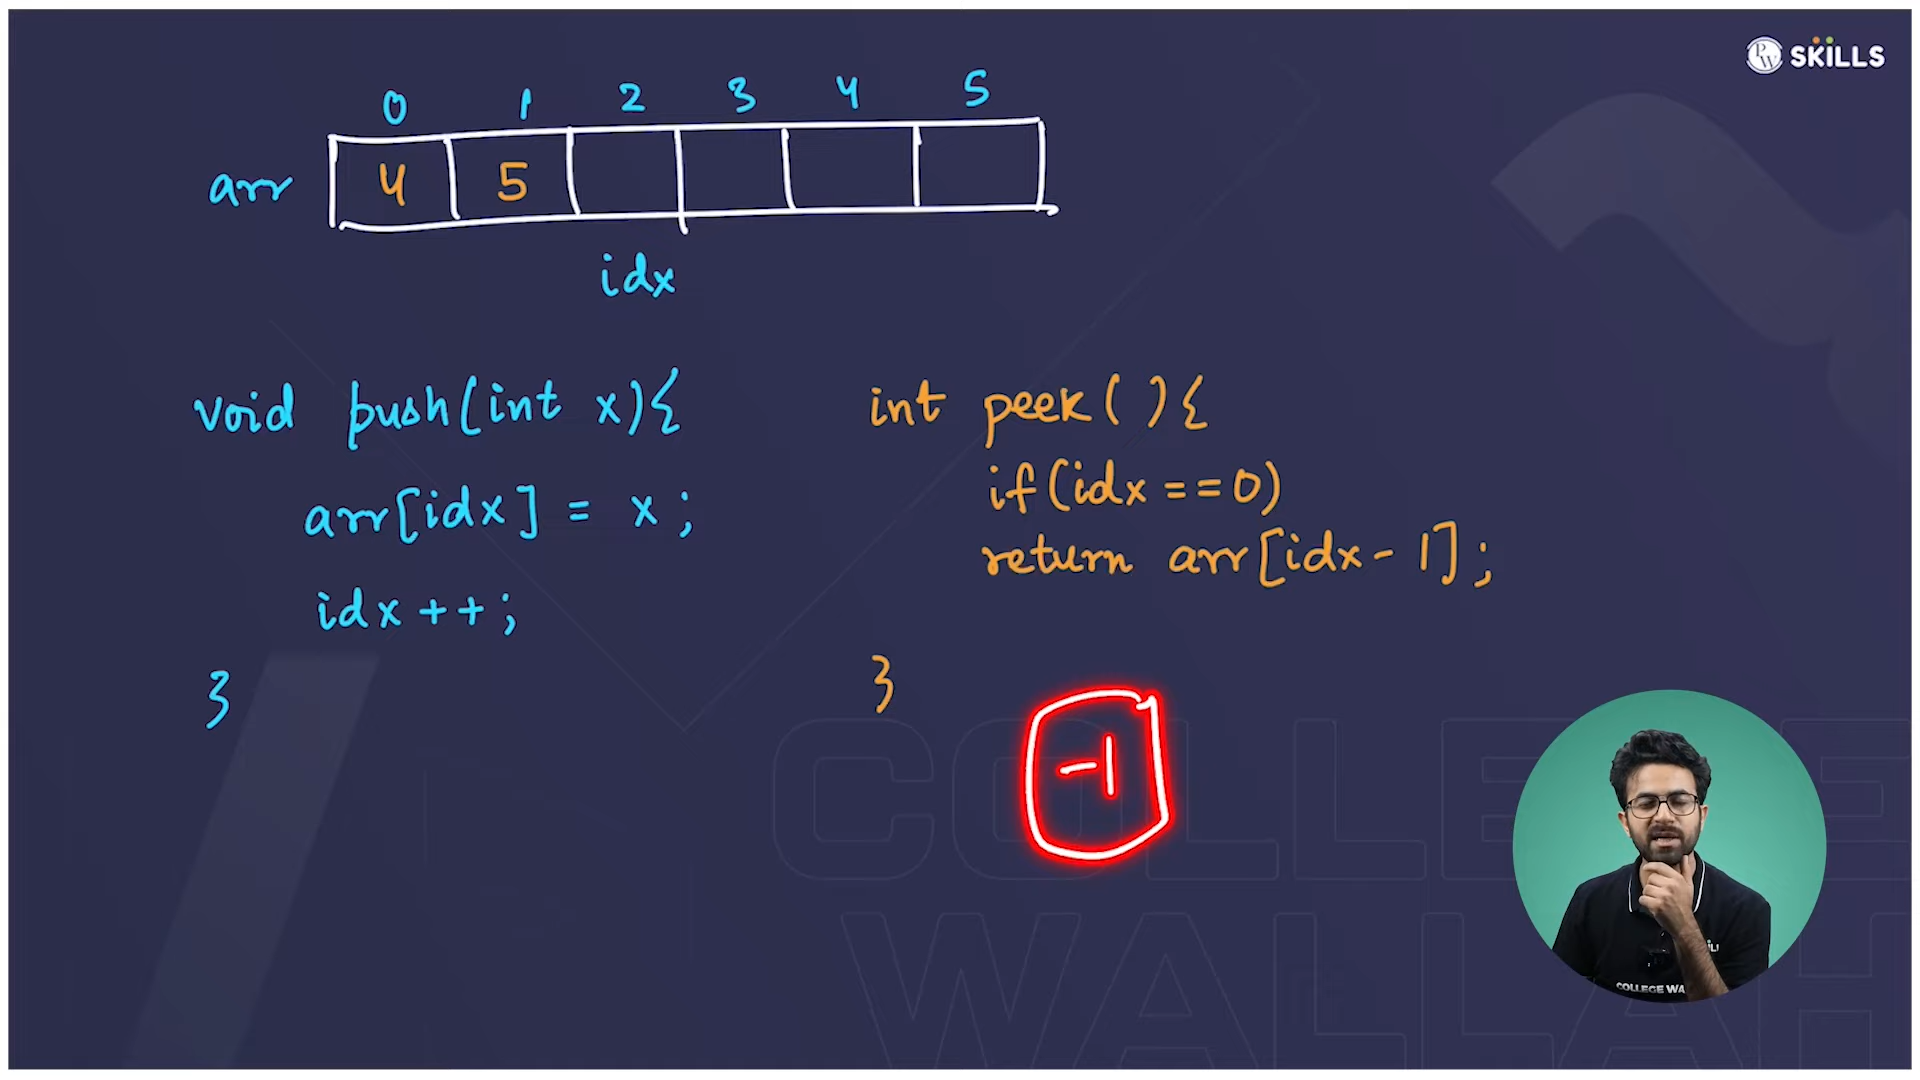 PW SKILLS
0 1 2 3 4 5
arr 4 5
idx
void push(int x){
arr[idx] = x;
idx++;
}
int peek( ){
if(idx==0)
return arr[idx-1];
}
-1
COLLEGE
WALLAH
COLLEGE WA